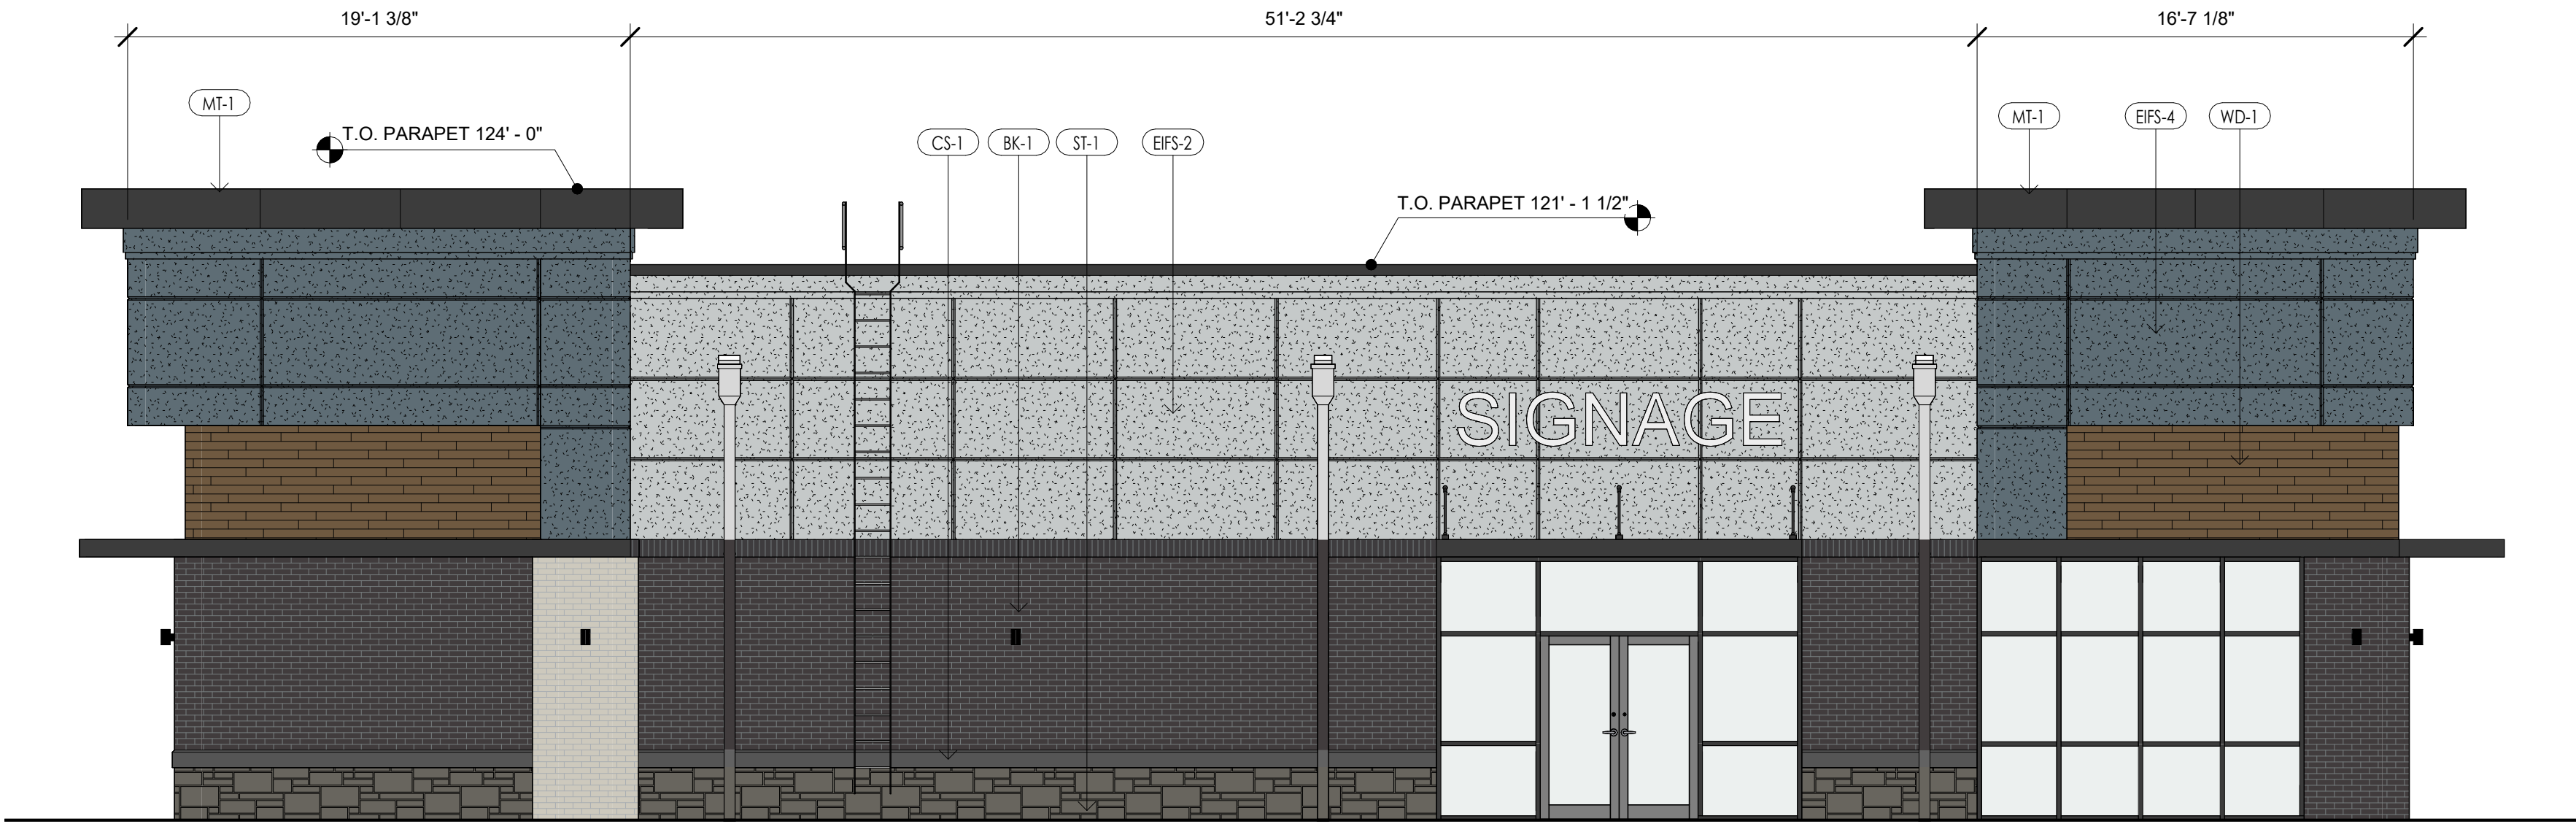 19'-1 3/8"
51'-2 3/4"
16'-7 1/8"
MT-1
T.O. PARAPET 124' - 0"
CS-1
BK-1
ST-1
EIFS-2
MT-1
EIFS-4
WD-1
T.O. PARAPET 121' - 1 1/2"
SIGNAGE